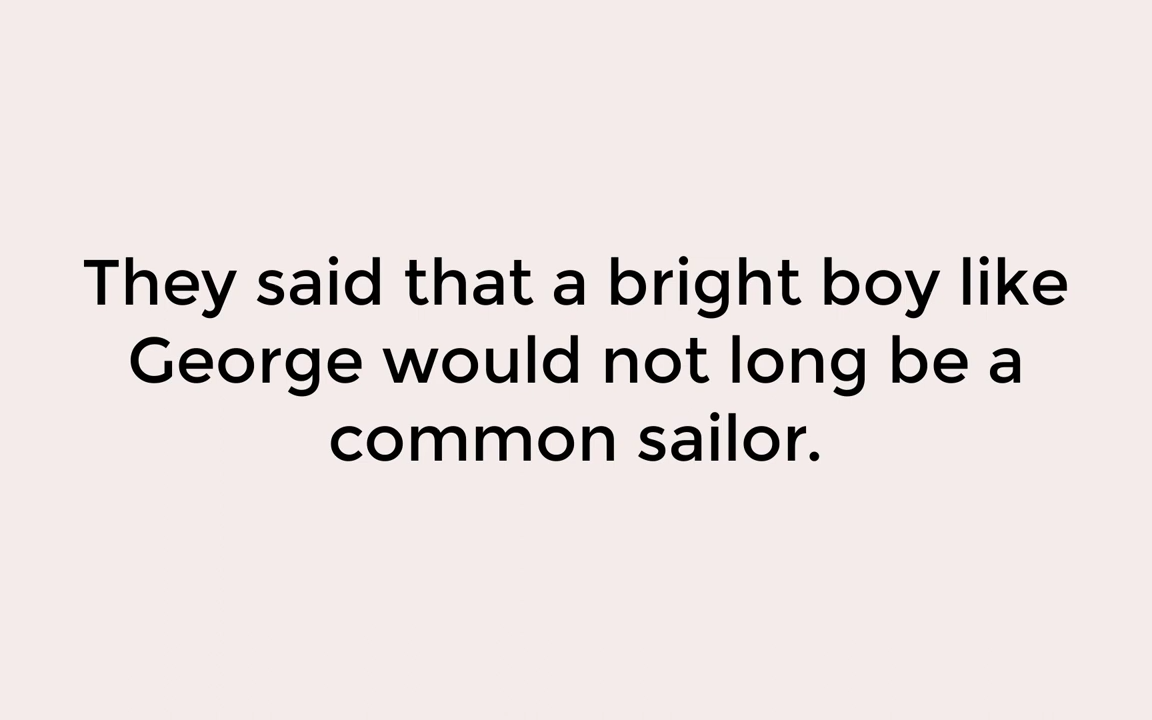 They said that a bright boy like
George would not long be a
common sailor.